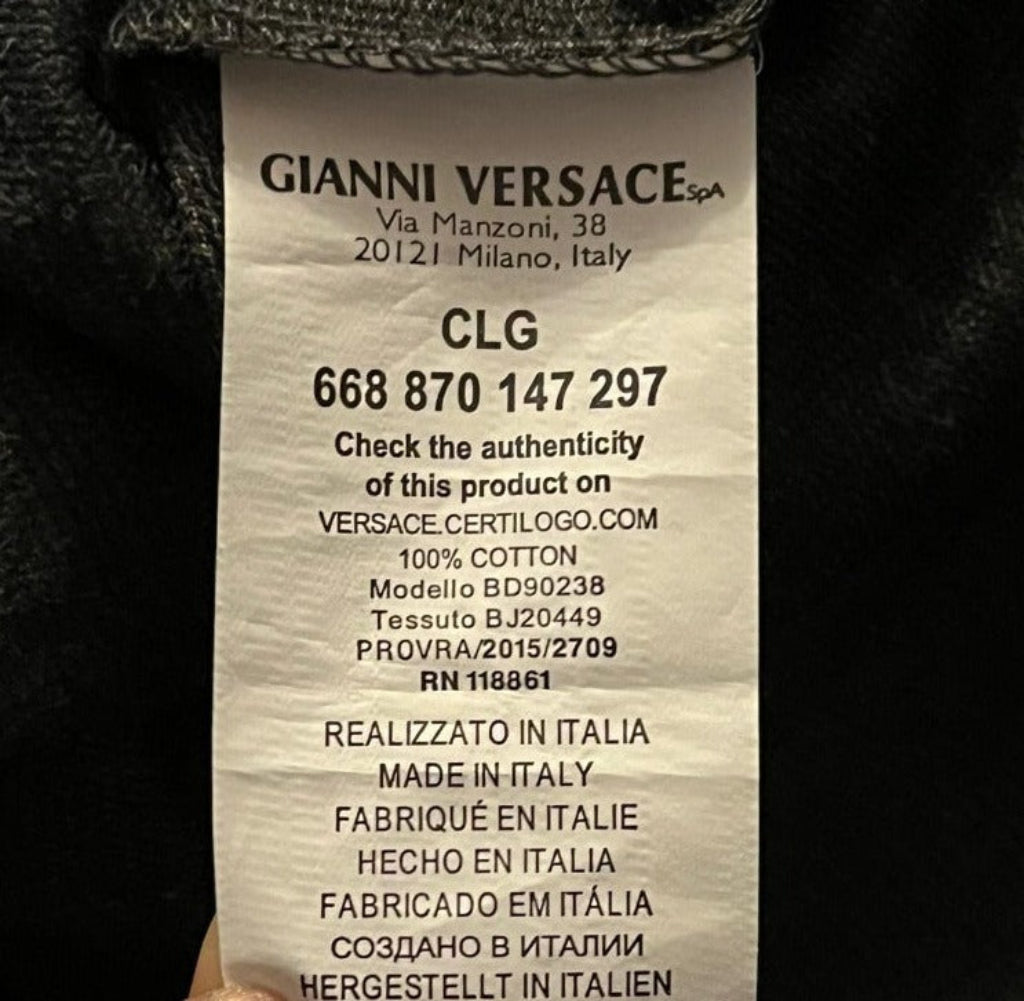 GIANNI VERSACE SpA
Via Manzoni, 38
20121 Milano, Italy
CLG
668 870 147 297
Check the authenticity
of this product on
VERSACE.CERTILOGO.COM
100% COTTON
Modello BD90238
Tessuto BJ20449
PROVRA/2015/2709
RN 118861
REALIZZATO IN ITALIA
MADE IN ITALY
FABRIQUÉ EN ITALIE
HECHO EN ITALIA
FABRICADO EM ITÁLIA
СОЗДАНО В ИТАЛИИ
HERGESTELLT IN ITALIEN